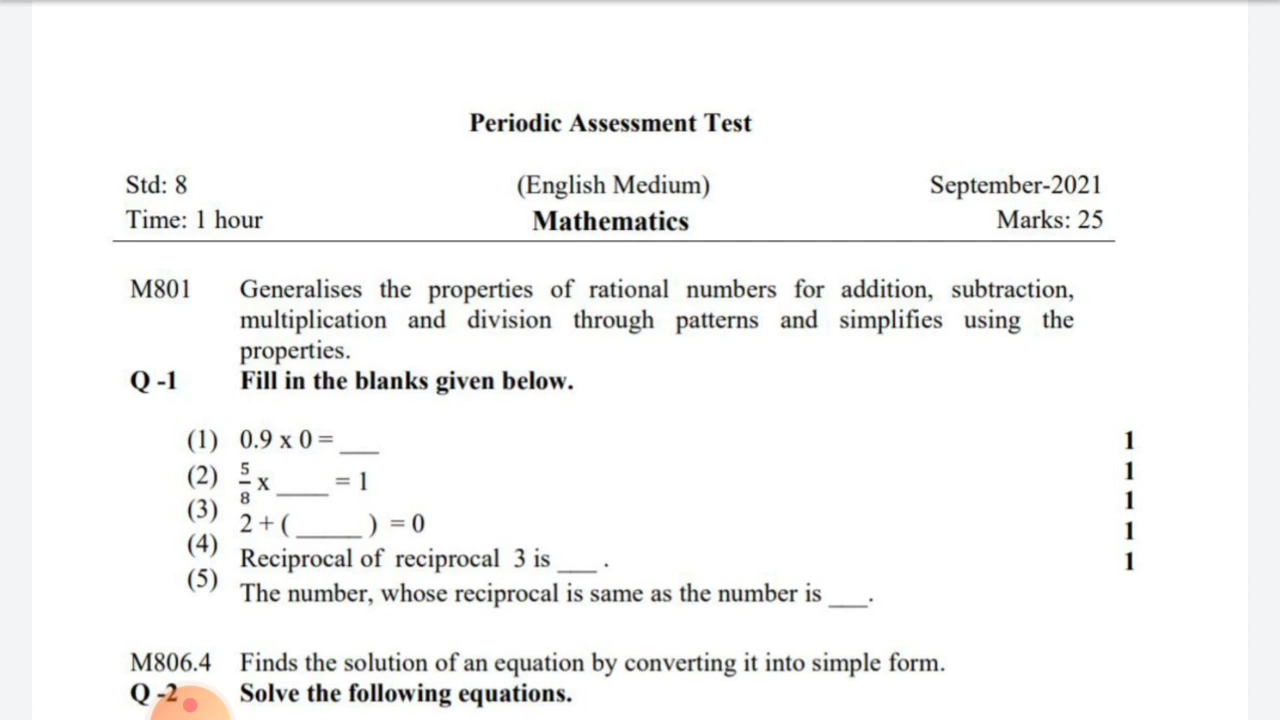 Periodic Assessment Test
Std: 8 (English Medium) September-2021
Time: 1 hour Mathematics Marks: 25
M801 Generalises the properties of rational numbers for addition, subtraction,
multiplication and division through patterns and simplifies using the
properties.
Q -1 Fill in the blanks given below.
(1) 0.9 x 0 = ___ 1
(2) 5/8 x ____ = 1 1
(3) 2 + ( _____ ) = 0 1
(4) Reciprocal of reciprocal 3 is ___ . 1
(5) The number, whose reciprocal is same as the number is ___. 1
M806.4 Finds the solution of an equation by converting it into simple form.
Q -2 Solve the following equations.